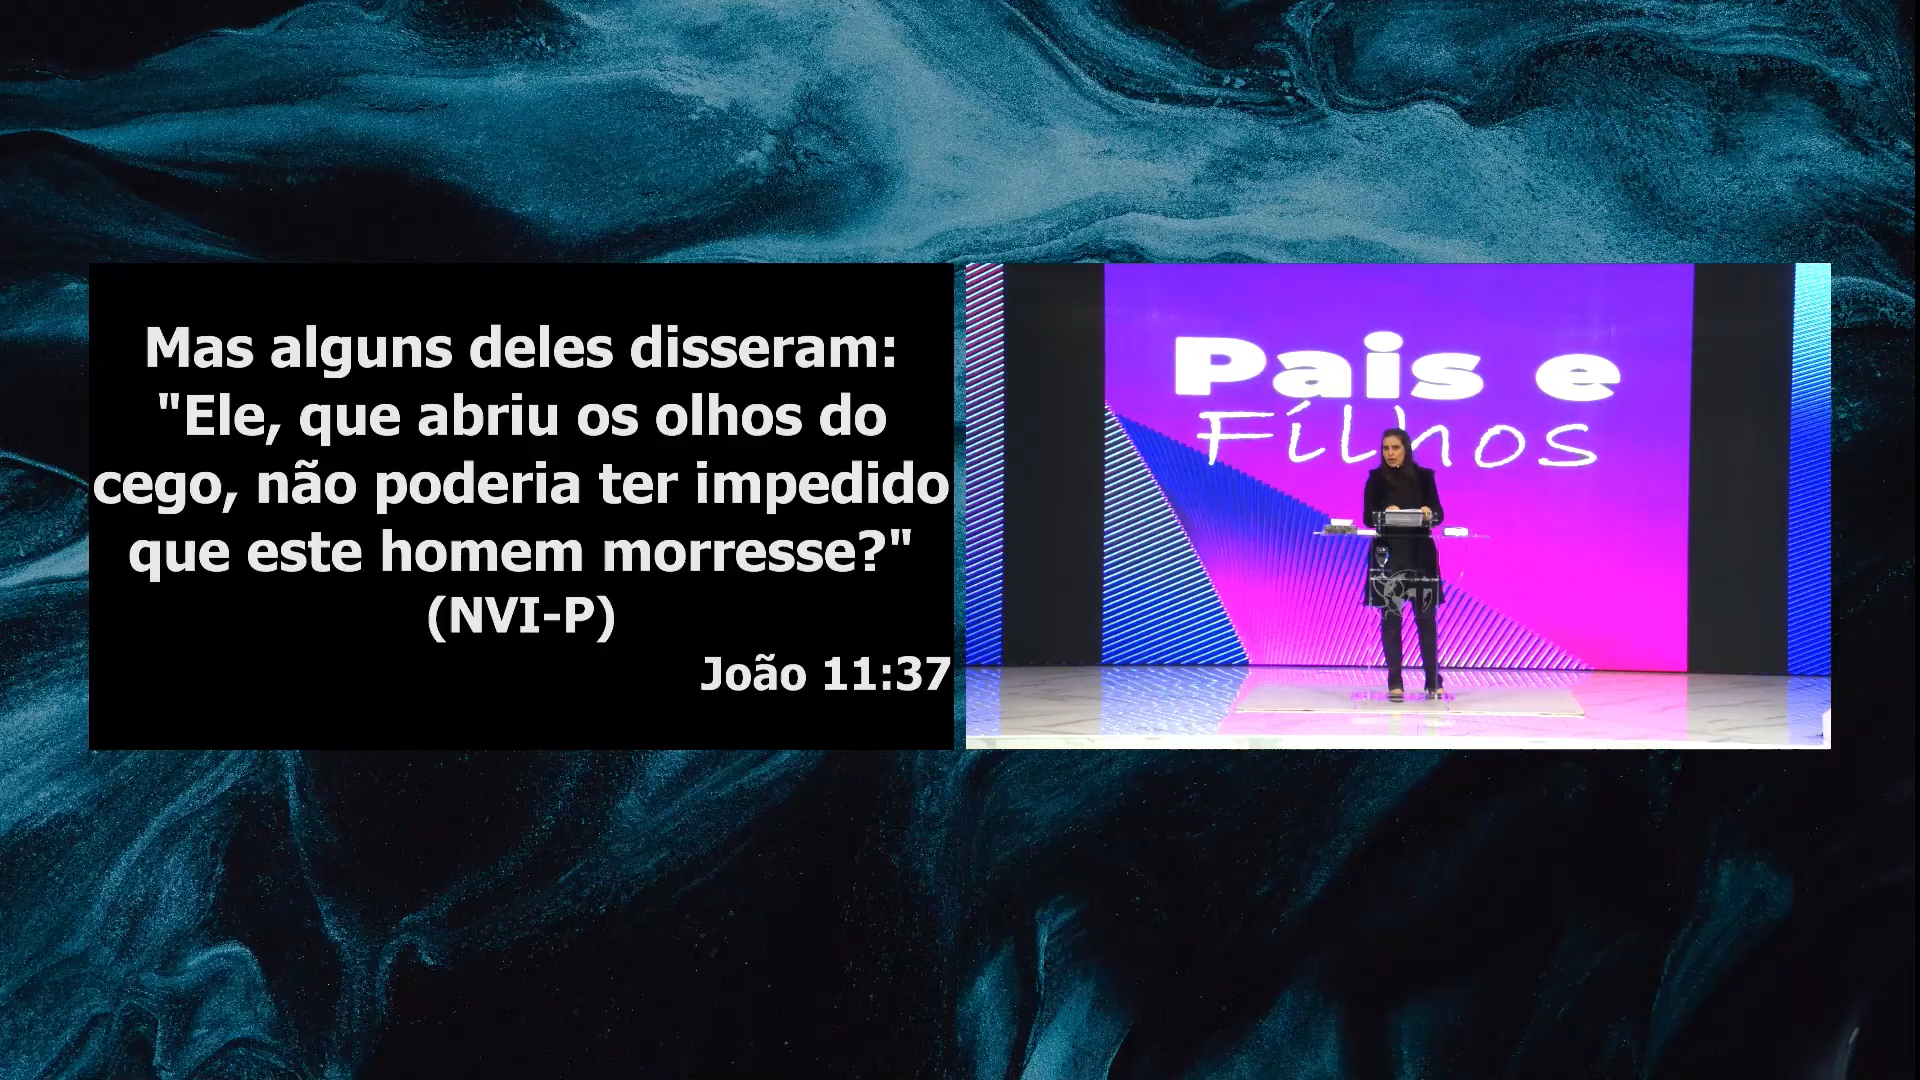 Mas alguns deles disseram:
"Ele, que abriu os olhos do
cego, não poderia ter impedido
que este homem morresse?"
(NVI-P)
João 11:37
Pais e
Filhos